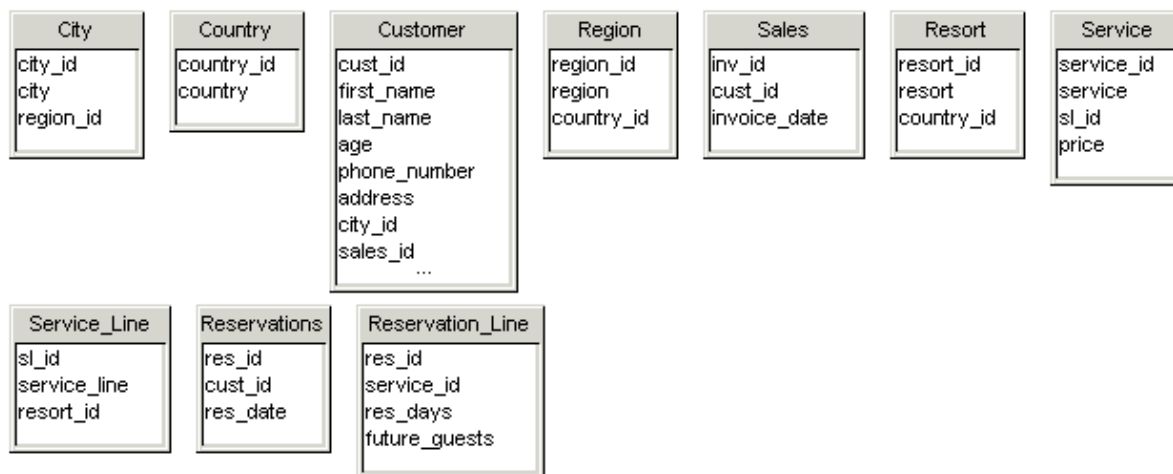 City
city_id
city
region_id
Country
country_id
country
Customer
cust_id
first_name
last_name
age
phone_number
address
city_id
sales_id
...
Region
region_id
region
country_id
Sales
inv_id
cust_id
invoice_date
Resort
resort_id
resort
country_id
Service
service_id
service
sl_id
price
Service_Line
sl_id
service_line
resort_id
Reservations
res_id
cust_id
res_date
Reservation_Line
res_id
service_id
res_days
future_guests